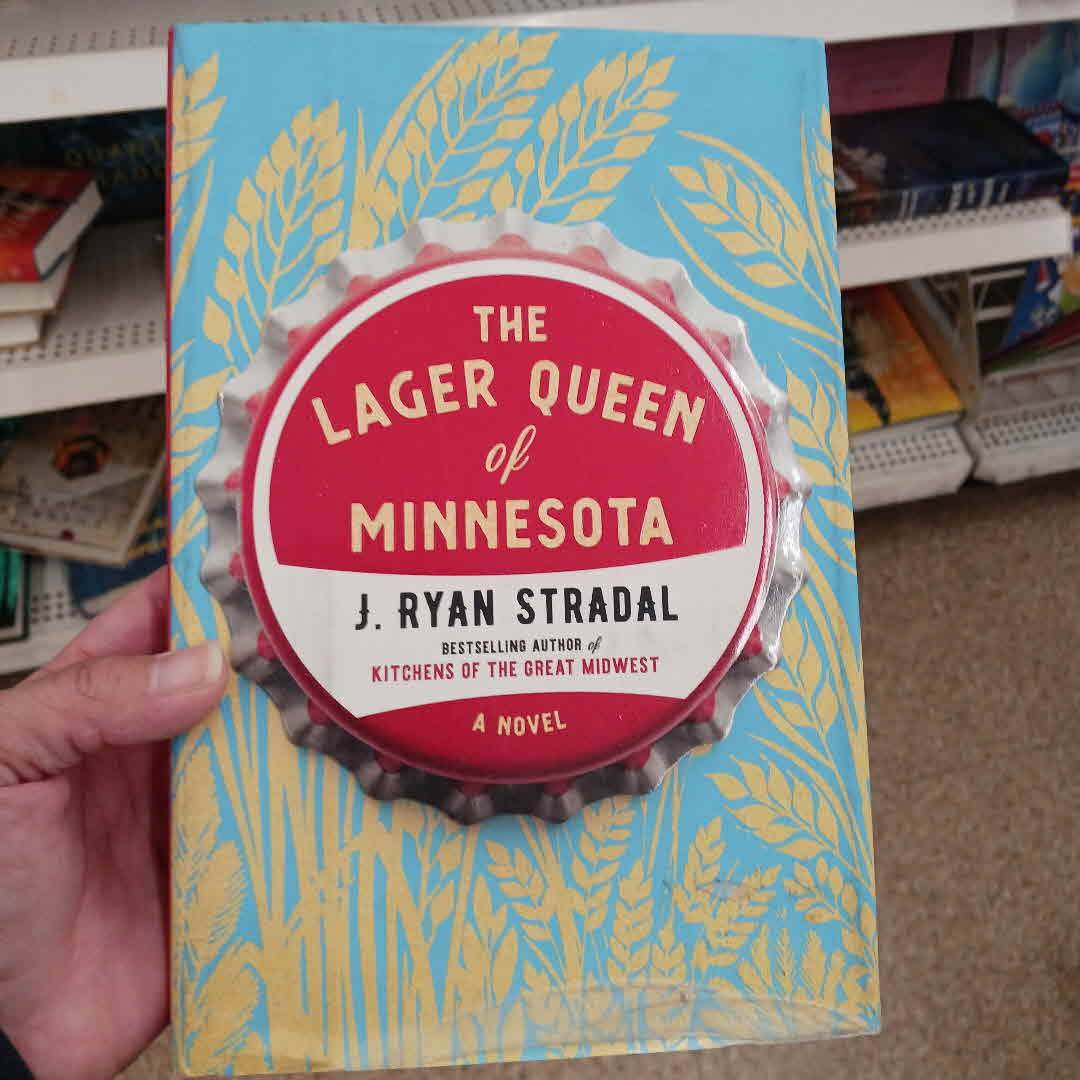 THE
LAGER QUEEN
of
MINNESOTA
J. RYAN STRADAL
BESTSELLING AUTHOR of
KITCHENS OF THE GREAT MIDWEST
A NOVEL